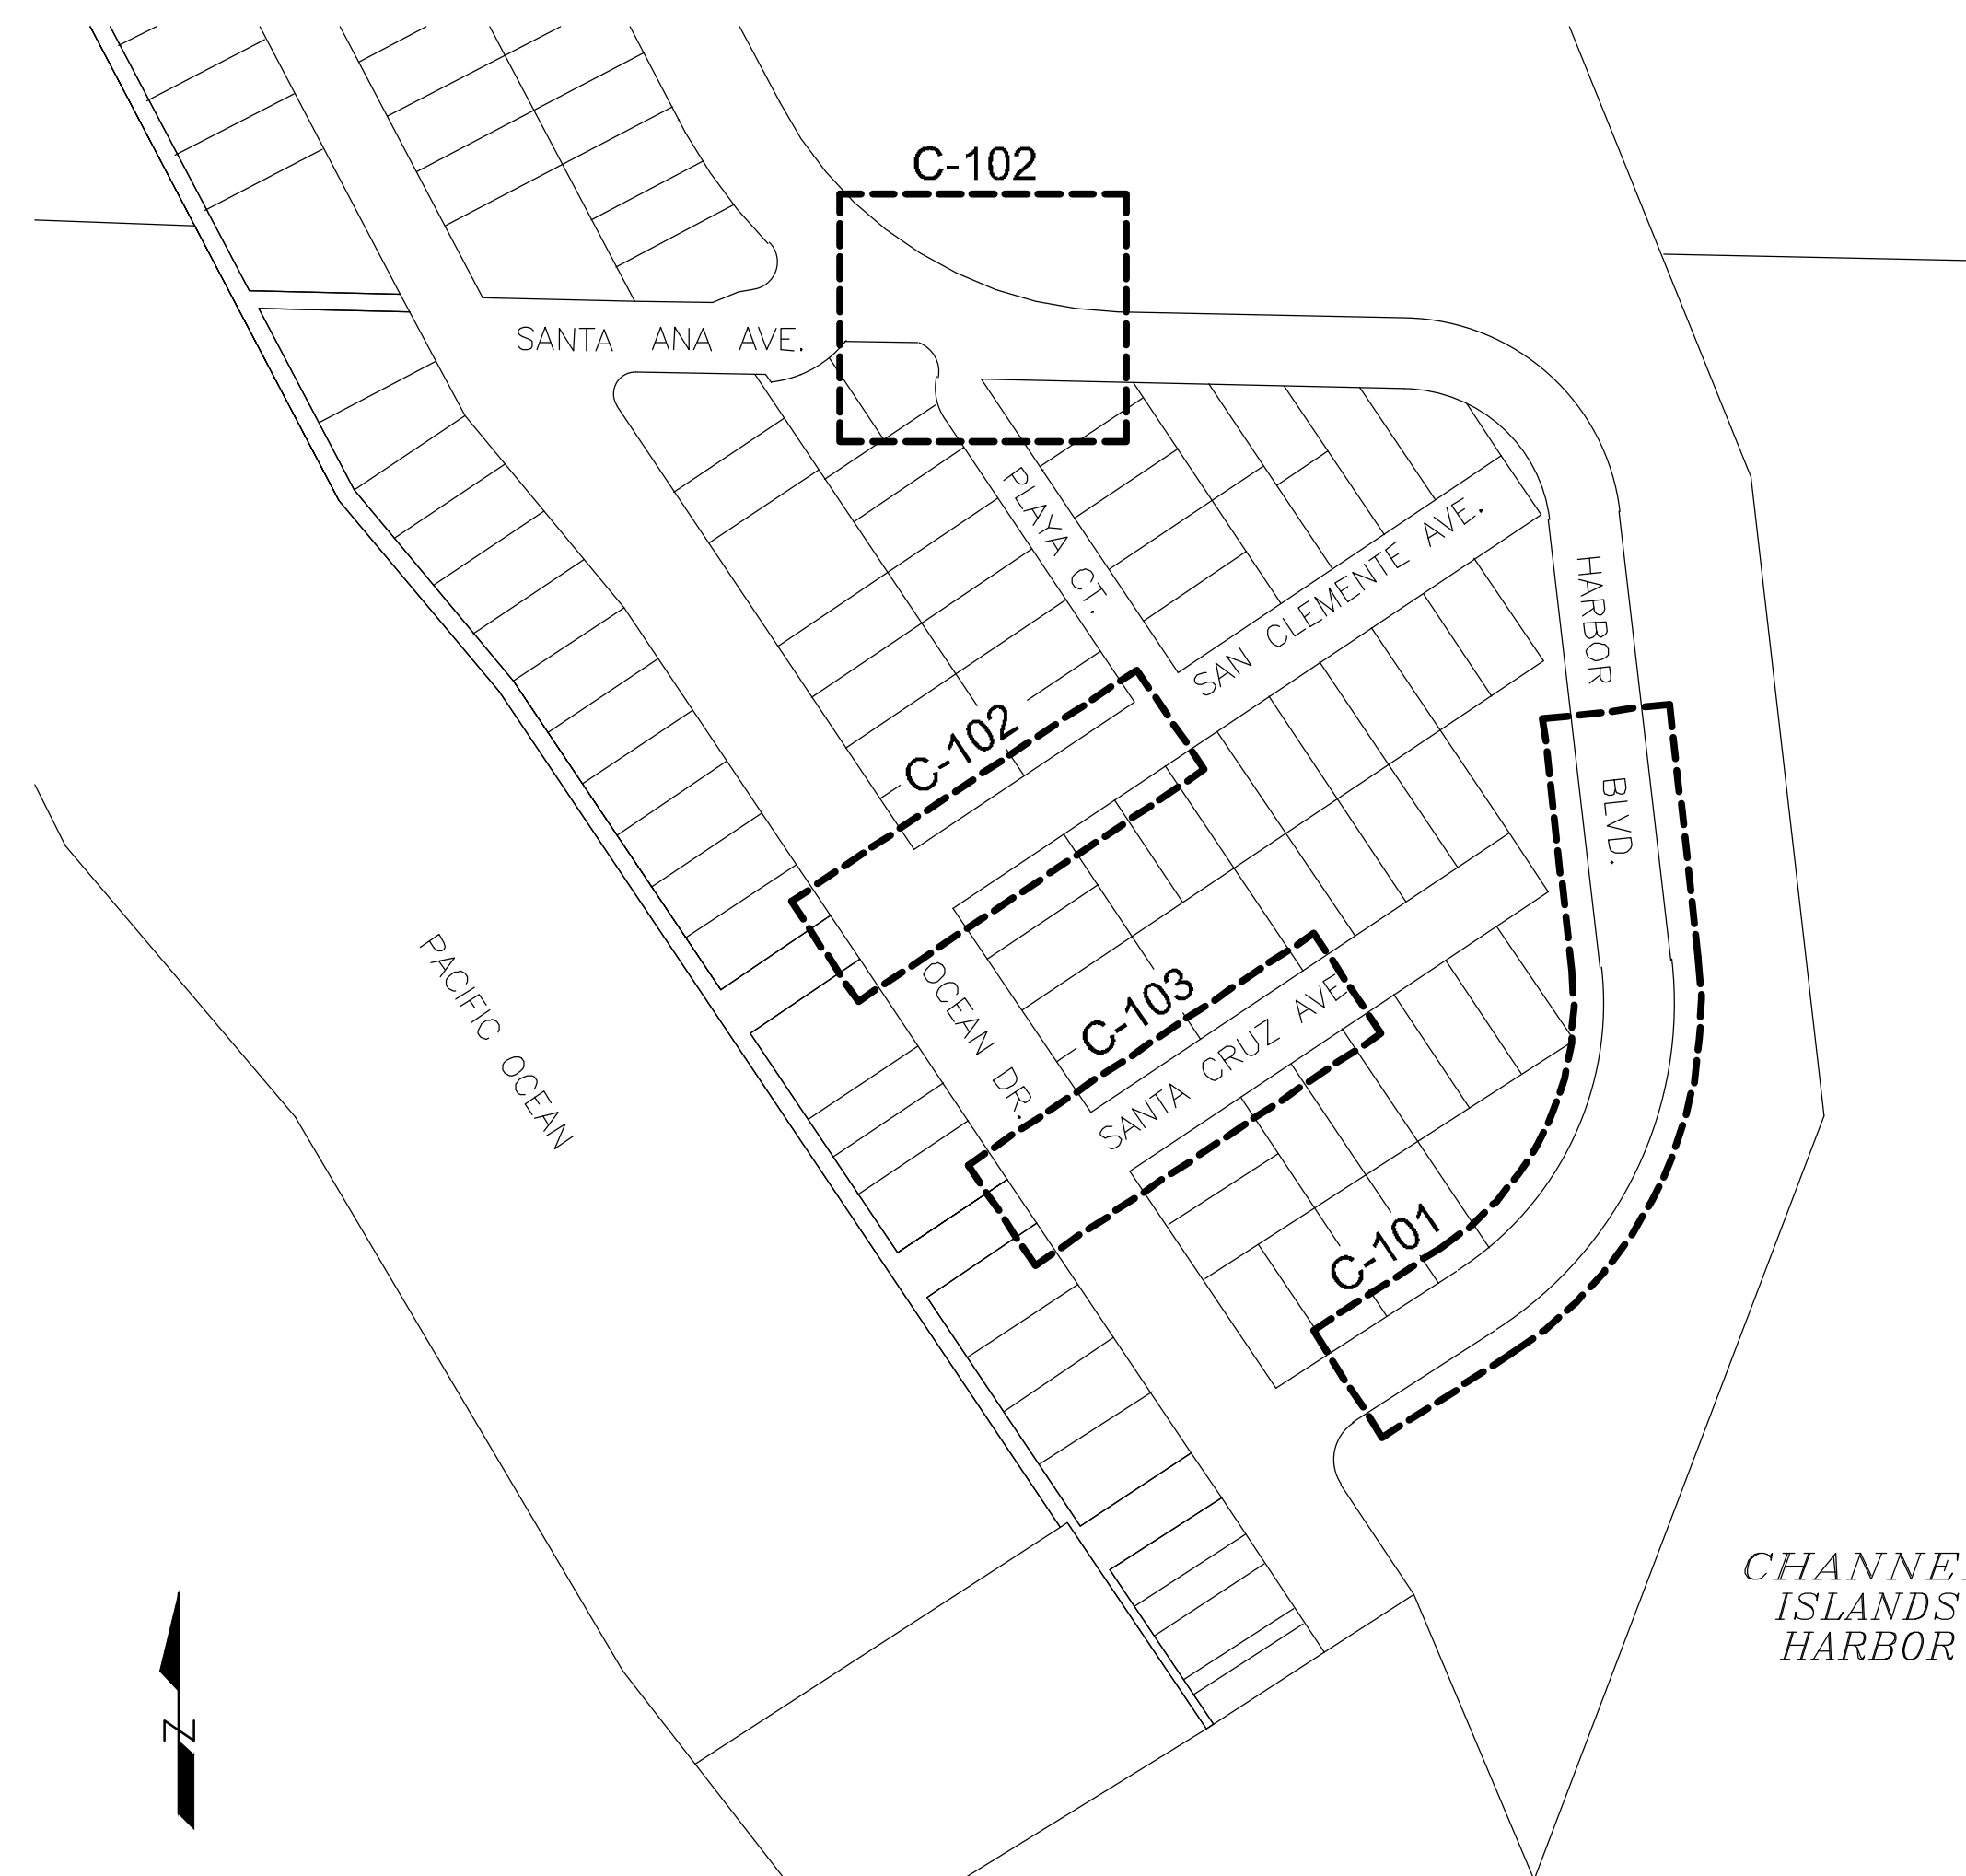 C-102
SANTA ANA AVE.
PLAYA CT.
SAN CLEMENTE AVE.
HARBOR BLVD.
C-102
PACIFIC OCEAN
OCEAN DR.
C-103
SANTA CRUZ AVE
C-101
CHANNEL
ISLANDS
HARBOR
N